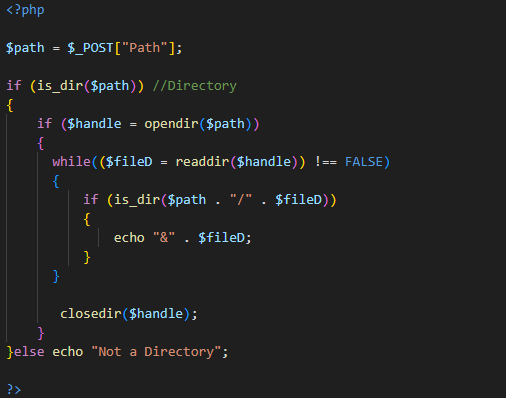 <?php
$path = $_POST["Path"];
if (is_dir($path)) //Directory
{
if ($handle = opendir($path))
{
while(($fileD = readdir($handle)) !== FALSE)
{
if (is_dir($path . "/" . $fileD))
{
echo "&" . $fileD;
}
}
closedir($handle);
}
}else echo "Not a Directory";
?>